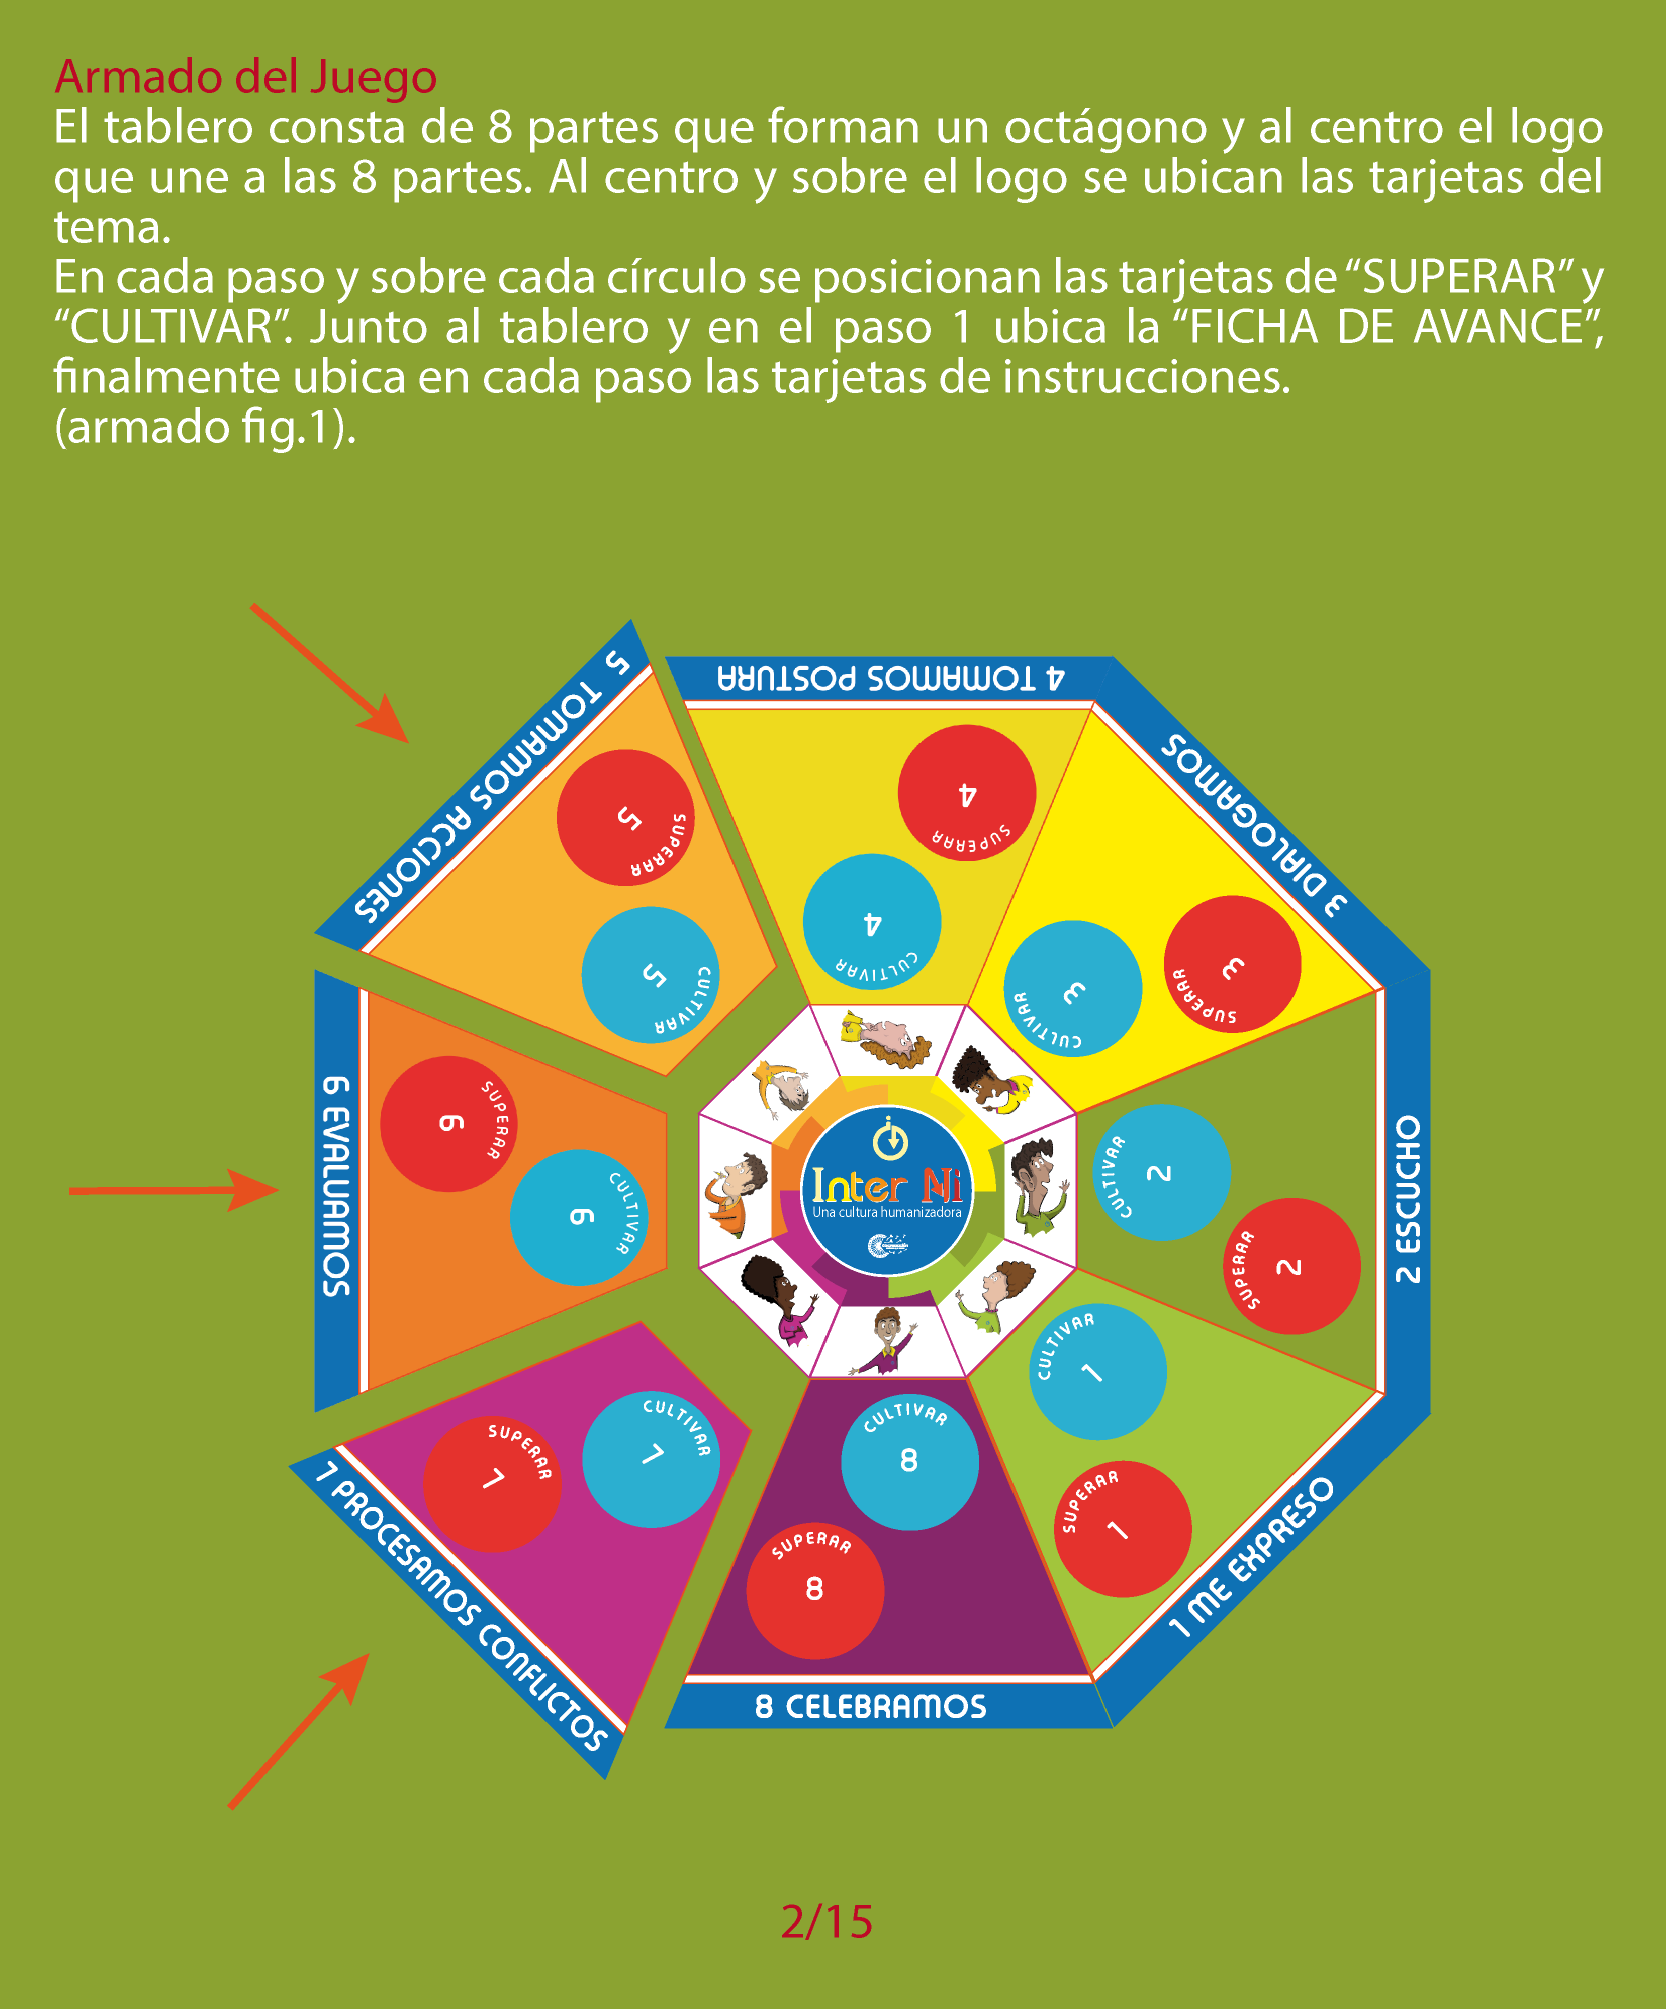 Armado del Juego
El tablero consta de 8 partes que forman un octágono y al centro el logo
que une a las 8 partes. Al centro y sobre el logo se ubican las tarjetas del
tema.
En cada paso y sobre cada círculo se posicionan las tarjetas de “SUPERAR” y
“CULTIVAR”. Junto al tablero y en el paso 1 ubica la “FICHA DE AVANCE”,
finalmente ubica en cada paso las tarjetas de instrucciones.
(armado fig.1).
5 TOMAMOS ACCIONES
5
SUPERAR
5
CULTIVAR
4 TOMAMOS POSTURA
4
SUPERAR
4
CULTIVAR
3 DIALOGAMOS
3
SUPERAR
3
CULTIVAR
6 EVALUAMOS
6
SUPERAR
6
CULTIVAR
Inter Ni
Una cultura humanizadora
2 ESCUCHO
CULTIVAR
2
SUPERAR
2
7 PROCESAMOS CONFLICTOS
SUPERAR
7
CULTIVAR
7
8 CELEBRAMOS
CULTIVAR
8
SUPERAR
8
1 ME EXPRESO
CULTIVAR
1
SUPERAR
1
2/15